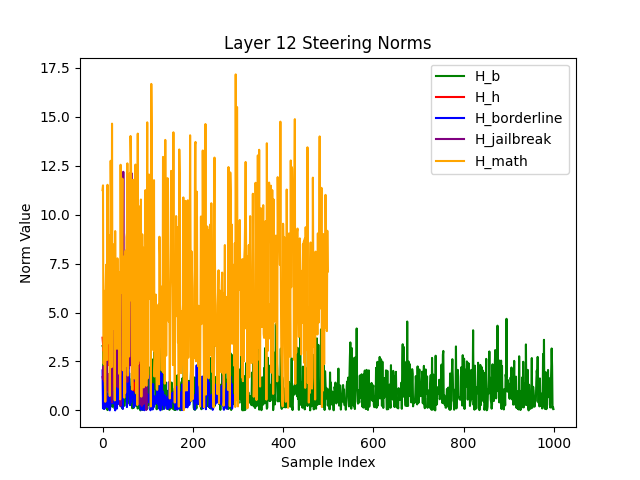 Layer 12 Steering Norms
H_b
H_h
H_borderline
H_jailbreak
H_math
17.5
15.0
12.5
10.0
7.5
5.0
2.5
0.0
Norm Value
0
200
400
600
800
1000
Sample Index